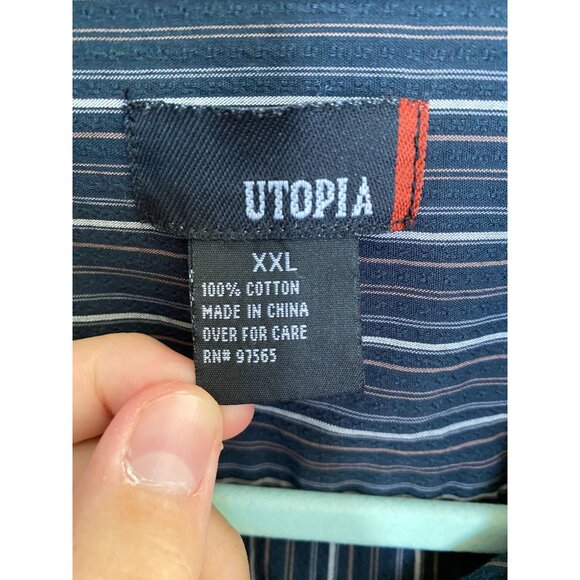 UTOPIA
XXL
100% COTTON
MADE IN CHINA
OVER FOR CARE
RN# 97565